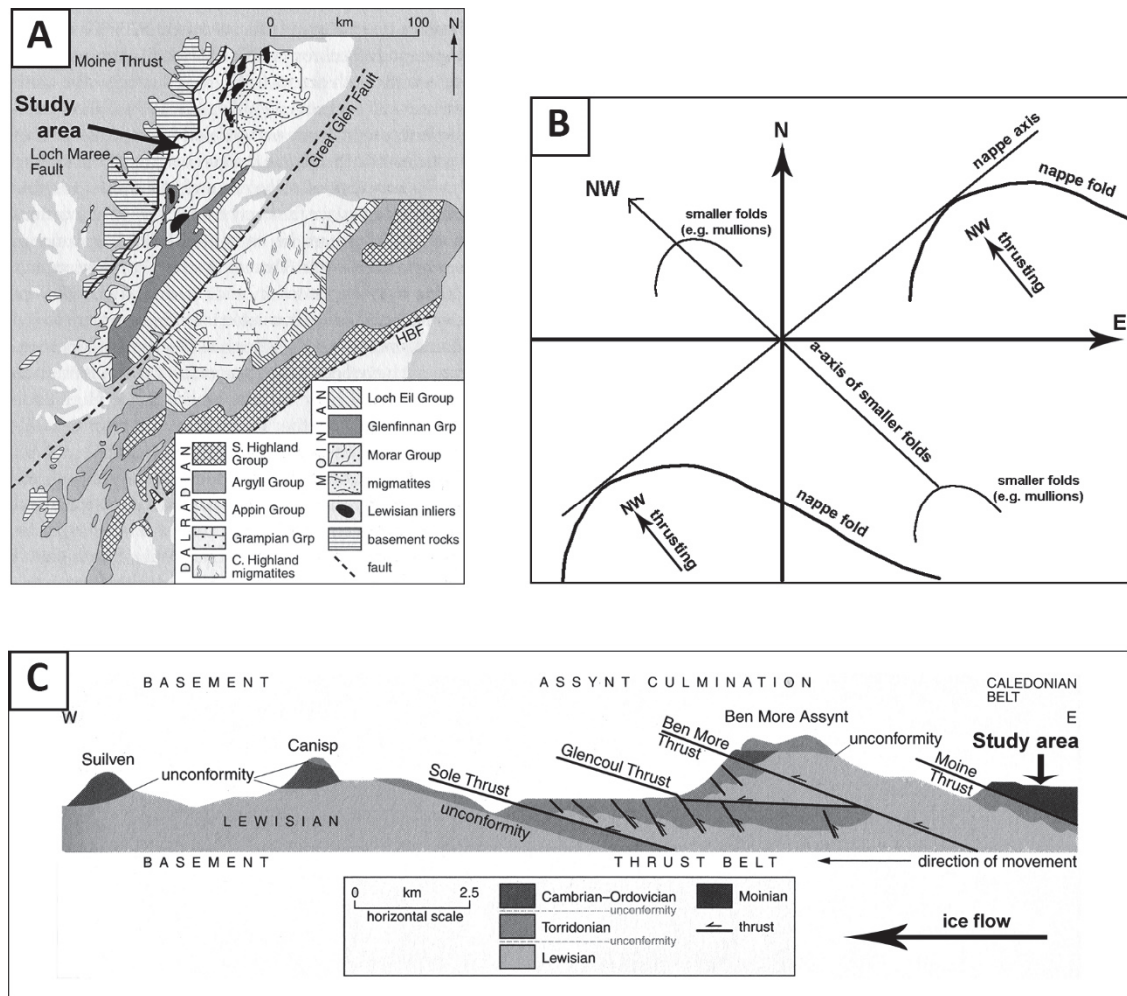 A
0 km 100
N
Moine Thrust
Study
area
Loch Maree
Fault
Great Glen Fault
HBF
DALRADIAN
S. Highland
Group
Argyll Group
Appin Group
Grampian Grp
C. Highland
migmatites
MOINIAN
Loch Eil Group
Glenfinnan Grp
Morar Group
migmatites
Lewisian inliers
basement rocks
fault
B
N
NW
smaller folds
(e.g. mullions)
nappe axis
nappe fold
NW
thrusting
E
a-axis of smaller folds
smaller folds
(e.g. mullions)
NW
thrusting
nappe fold
C
BASEMENT
ASSYNT CULMINATION
CALEDONIAN
BELT
W
E
Suilven
Canisp
unconformity
Sole Thrust
unconformity
Glencoul Thrust
Ben More
Thrust
Ben More Assynt
unconformity
Study area
Moine
Thrust
LEWISIAN
BASEMENT
THRUST BELT
direction of movement
0 km 2.5
horizontal scale
Cambrian–Ordovician
unconformity
Torridonian
unconformity
Lewisian
Moinian
thrust
ice flow